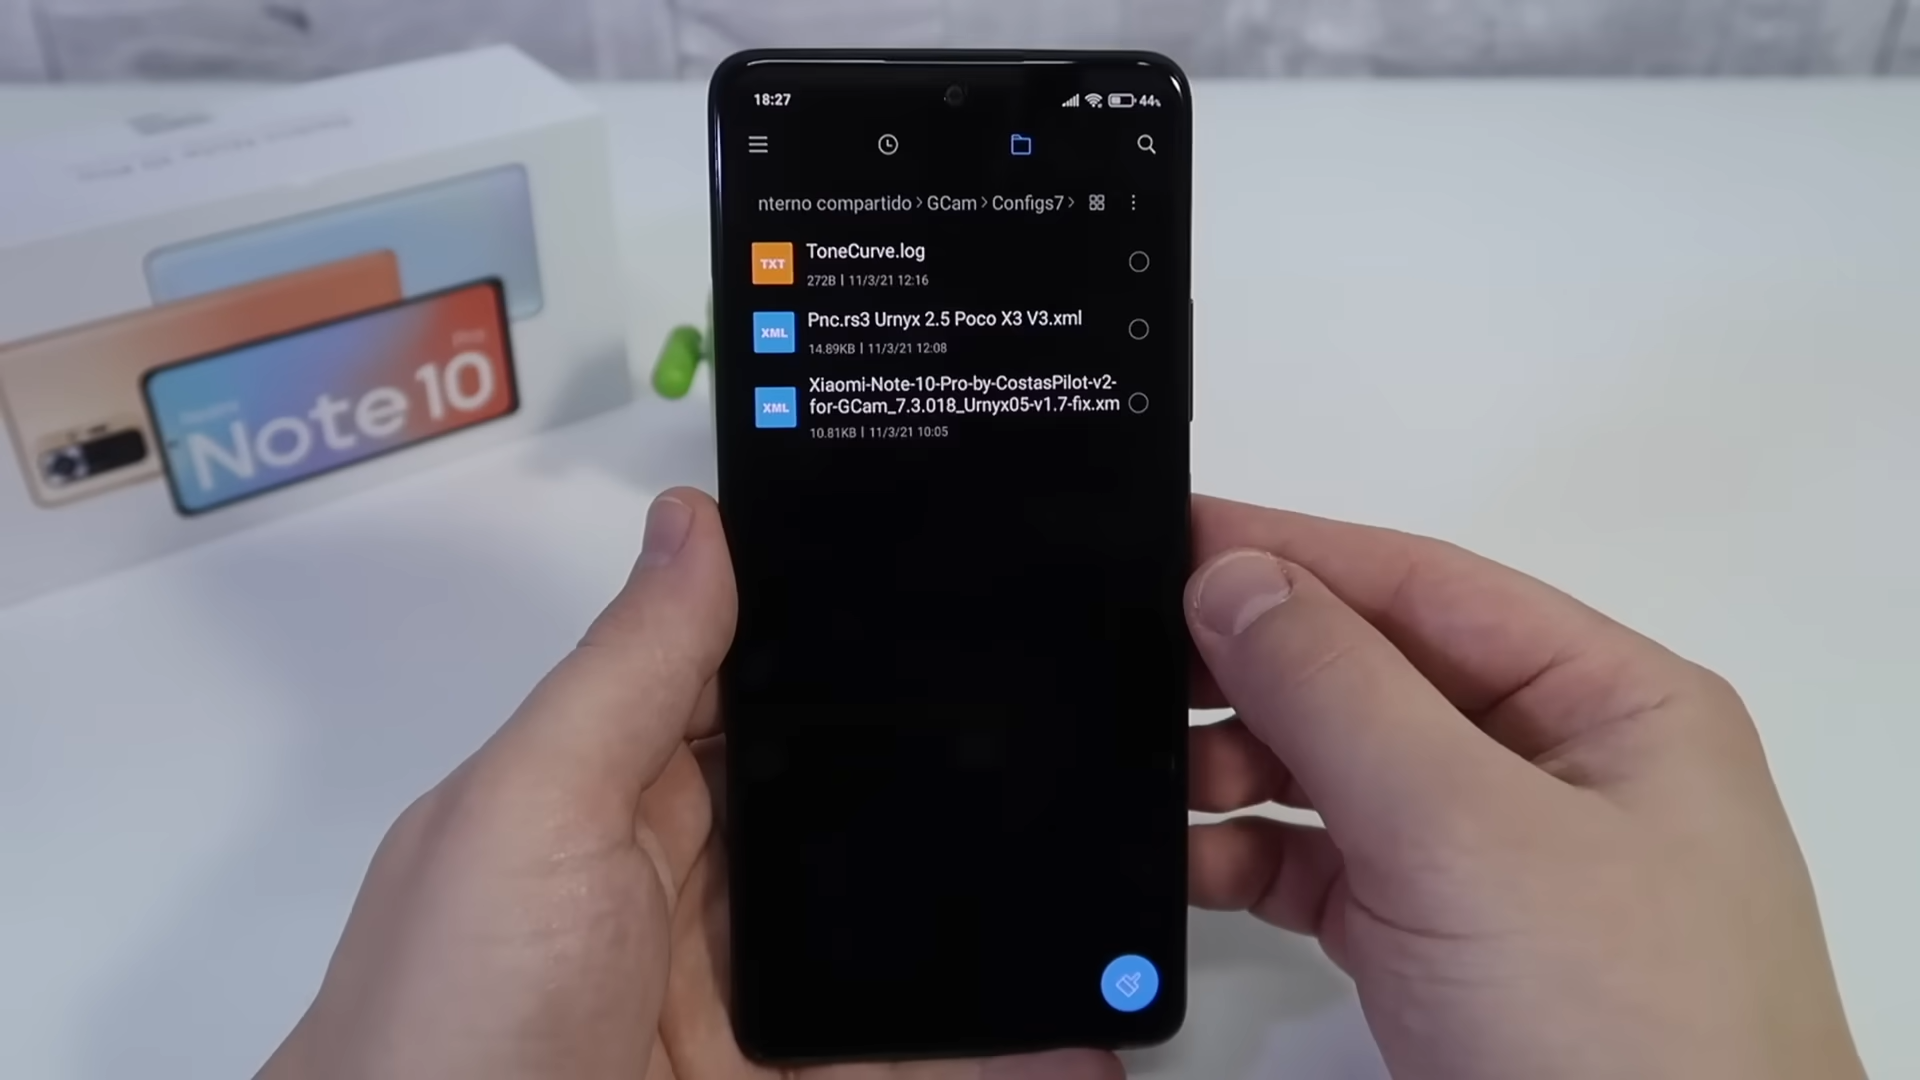 18:27
44%
nterno compartido > GCam > Configs7 >
TXT
ToneCurve.log
272B | 11/3/21 12:16
XML
Pnc.rs3 Urnyx 2.5 Poco X3 V3.xml
14.89KB | 11/3/21 12:08
XML
Xiaomi-Note-10-Pro-by-CostasPilot-v2-
for-GCam_7.3.018_Urnyx05-v1.7-fix.xm
10.81KB | 11/3/21 10:05
Note 10